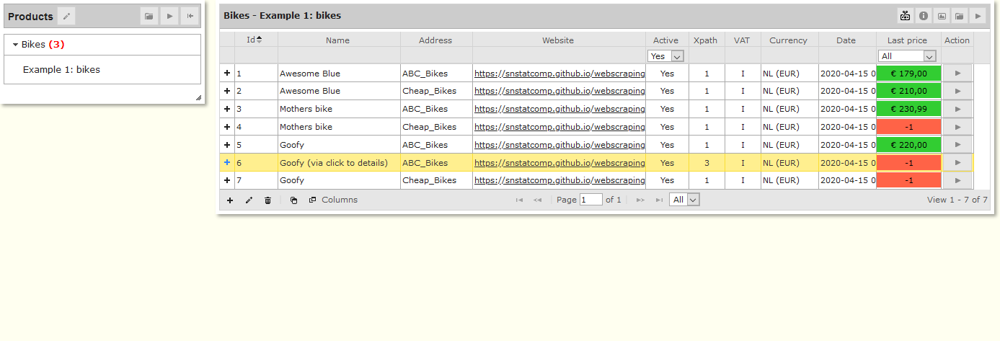 Products
Bikes (3)
Example 1: bikes
Bikes - Example 1: bikes
Id Name Address Website Active Xpath VAT Currency Date Last price Action
Yes All
1 Awesome Blue ABC_Bikes https://snstatcomp.github.io/webscraping Yes 1 I NL (EUR) 2020-04-15 0 € 179,00
2 Awesome Blue Cheap_Bikes https://snstatcomp.github.io/webscraping Yes 1 I NL (EUR) 2020-04-15 0 € 210,00
3 Mothers bike ABC_Bikes https://snstatcomp.github.io/webscraping Yes 1 I NL (EUR) 2020-04-15 0 € 230,99
4 Mothers bike Cheap_Bikes https://snstatcomp.github.io/webscraping Yes 1 I NL (EUR) 2020-04-15 0 -1
5 Goofy ABC_Bikes https://snstatcomp.github.io/webscraping Yes 1 I NL (EUR) 2020-04-15 0 € 220,00
6 Goofy (via click to details) ABC_Bikes https://snstatcomp.github.io/webscraping Yes 3 I NL (EUR) 2020-04-15 0 -1
7 Goofy Cheap_Bikes https://snstatcomp.github.io/webscraping Yes 1 I NL (EUR) 2020-04-15 0 -1
Columns Page 1 of 1 All View 1 - 7 of 7